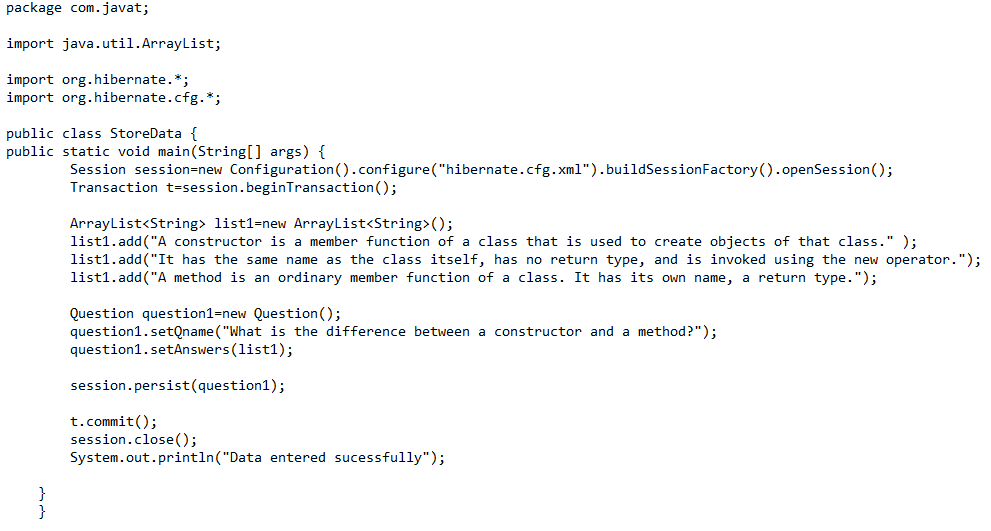 package com.javat;
import java.util.ArrayList;
import org.hibernate.*;
import org.hibernate.cfg.*;
public class StoreData {
public static void main(String[] args) {
Session session=new Configuration().configure("hibernate.cfg.xml").buildSessionFactory().openSession();
Transaction t=session.beginTransaction();
ArrayList<String> list1=new ArrayList<String>();
list1.add("A constructor is a member function of a class that is used to create objects of that class." );
list1.add("It has the same name as the class itself, has no return type, and is invoked using the new operator.");
list1.add("A method is an ordinary member function of a class. It has its own name, a return type.");
Question question1=new Question();
question1.setQname("What is the difference between a constructor and a method?");
question1.setAnswers(list1);
session.persist(question1);
t.commit();
session.close();
System.out.println("Data entered sucessfully");
}
}